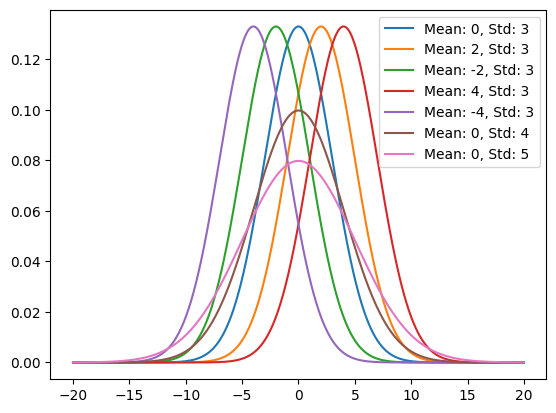 0.12
0.10
0.08
0.06
0.04
0.02
0.00
−20
−15
−10
−5
0
5
10
15
20
Mean: 0, Std: 3
Mean: 2, Std: 3
Mean: -2, Std: 3
Mean: 4, Std: 3
Mean: -4, Std: 3
Mean: 0, Std: 4
Mean: 0, Std: 5